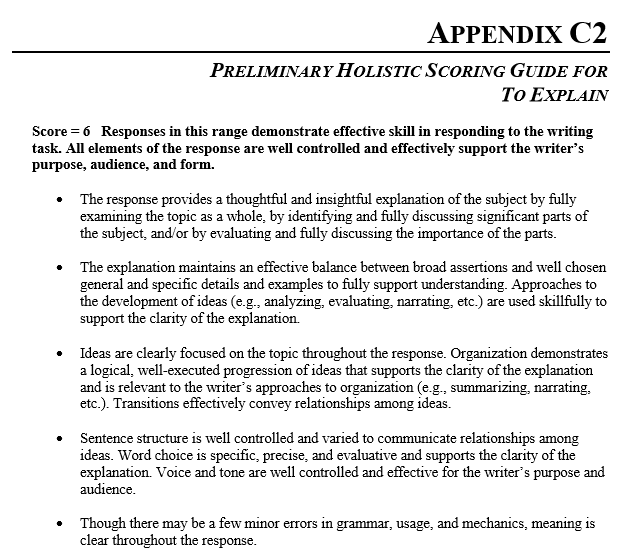 APPENDIX C2
PRELIMINARY HOLISTIC SCORING GUIDE FOR
TO EXPLAIN
Score = 6 Responses in this range demonstrate effective skill in responding to the writing
task. All elements of the response are well controlled and effectively support the writer's
purpose, audience, and form.
• The response provides a thoughtful and insightful explanation of the subject by fully
examining the topic as a whole, by identifying and fully discussing significant parts of
the subject, and/or by evaluating and fully discussing the importance of the parts.
• The explanation maintains an effective balance between broad assertions and well chosen
general and specific details and examples to fully support understanding. Approaches to
the development of ideas (e.g., analyzing, evaluating, narrating, etc.) are used skillfully to
support the clarity of the explanation.
• Ideas are clearly focused on the topic throughout the response. Organization demonstrates
a logical, well-executed progression of ideas that supports the clarity of the explanation
and is relevant to the writer's approaches to organization (e.g., summarizing, narrating,
etc.). Transitions effectively convey relationships among ideas.
• Sentence structure is well controlled and varied to communicate relationships among
ideas. Word choice is specific, precise, and evaluative and supports the clarity of the
explanation. Voice and tone are well controlled and effective for the writer's purpose and
audience.
• Though there may be a few minor errors in grammar, usage, and mechanics, meaning is
clear throughout the response.